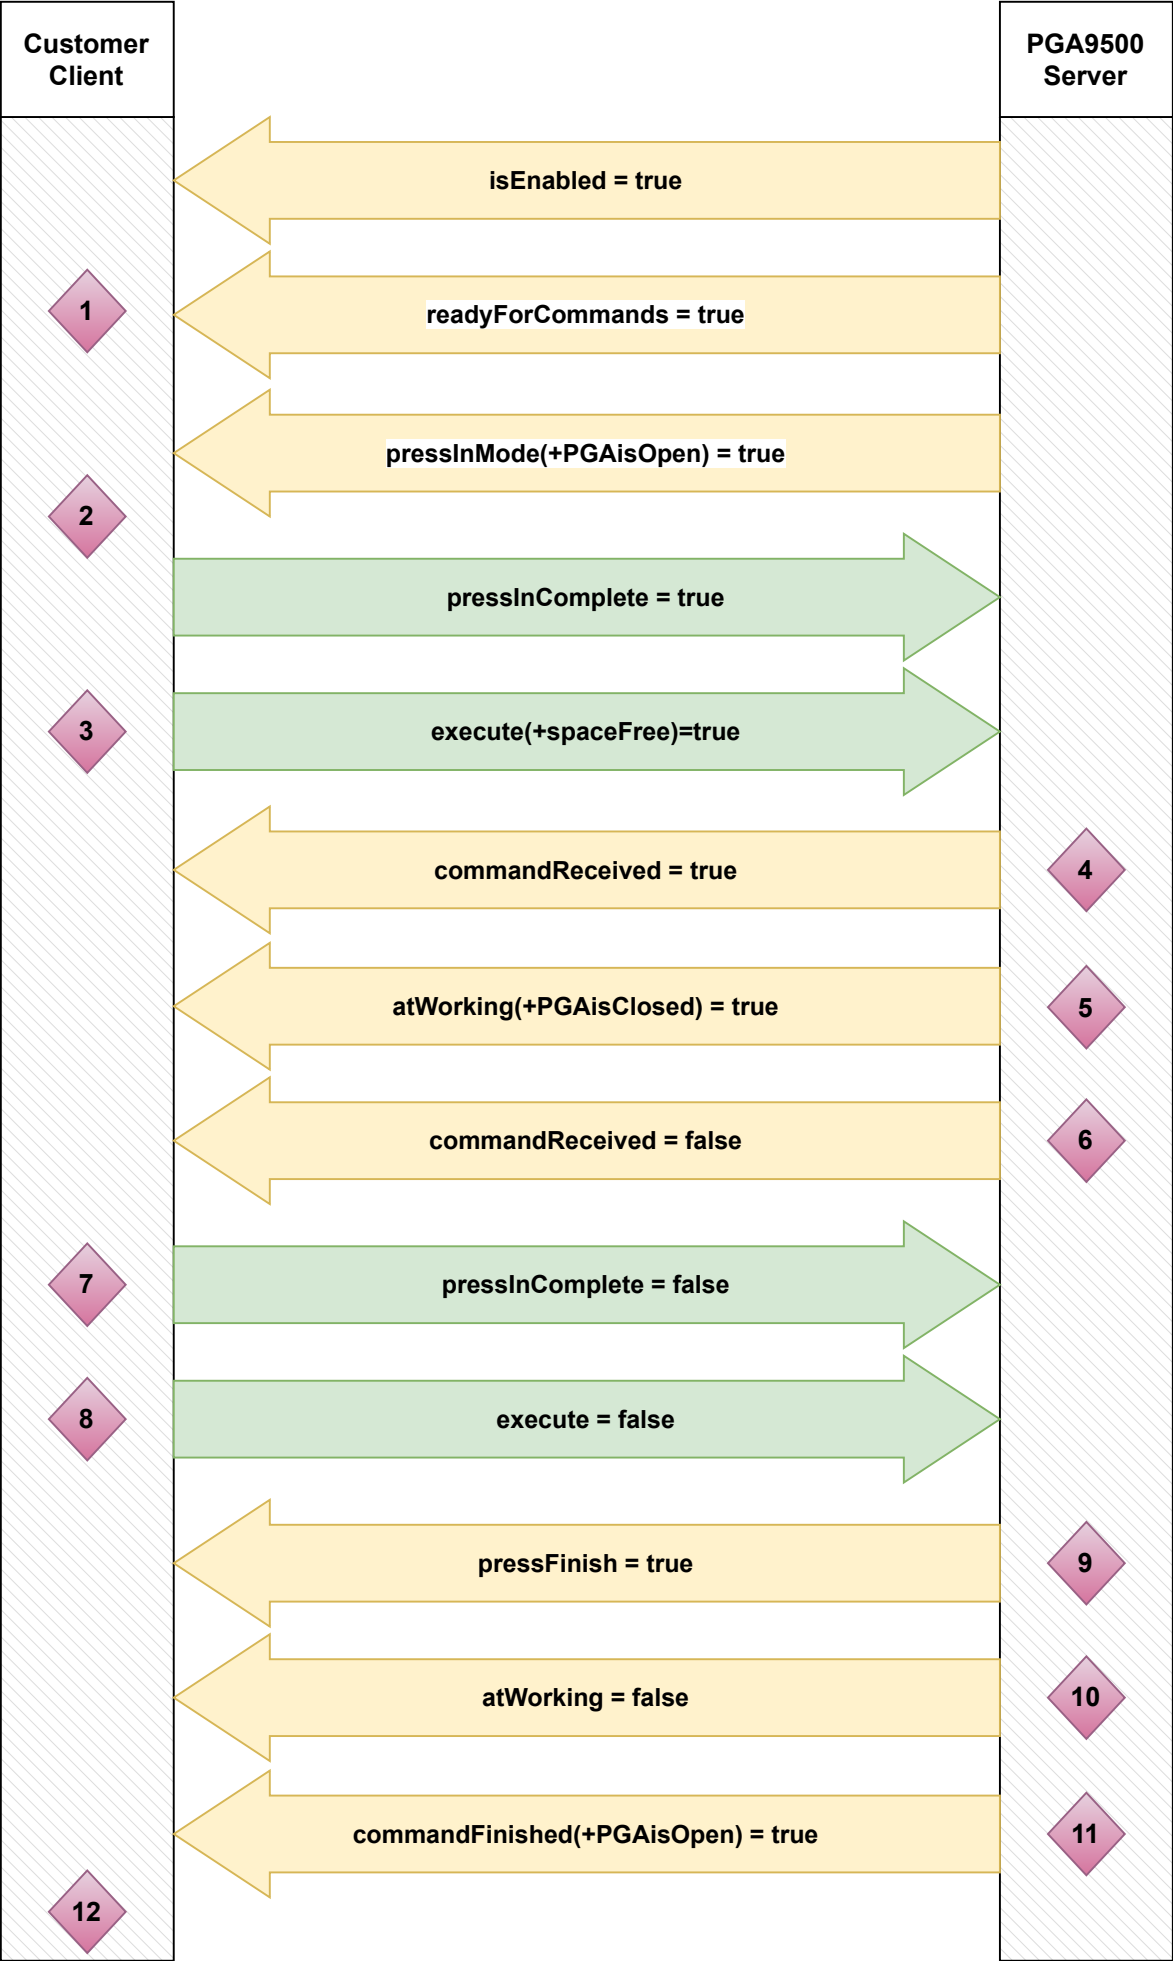 Customer
Client
PGA9500
Server
isEnabled = true
1
readyForCommands = true
pressInMode(+PGAisOpen) = true
2
pressInComplete = true
3
execute(+spaceFree)=true
commandReceived = true
4
atWorking(+PGAisClosed) = true
5
commandReceived = false
6
7
pressInComplete = false
8
execute = false
pressFinish = true
9
atWorking = false
10
commandFinished(+PGAisOpen) = true
11
12